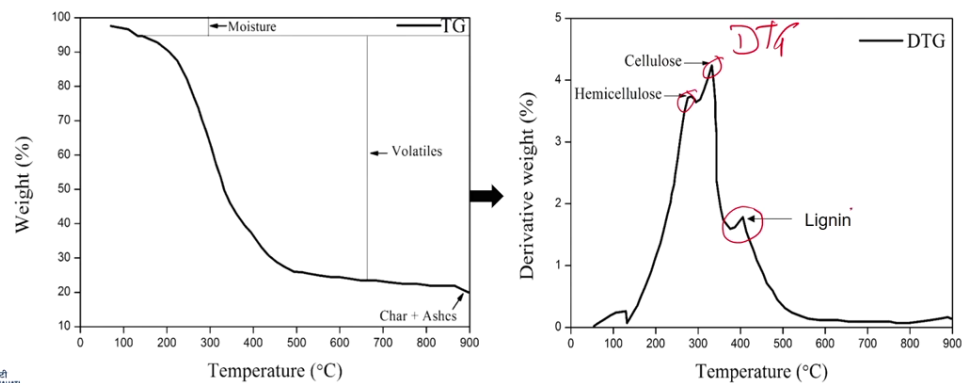 100
90
80
70
60
50
40
30
20
10
Weight (%)
Moisture
TG
Volatiles
Char + Ashes
0 100 200 300 400 500 600 700 800 900
Temperature (°C)
DTG
DTG
Cellulose
Hemicellulose
Lignin
5
4
3
2
1
0
Derivative weight (%)
0 100 200 300 400 500 600 700 800 900
Temperature (°C)